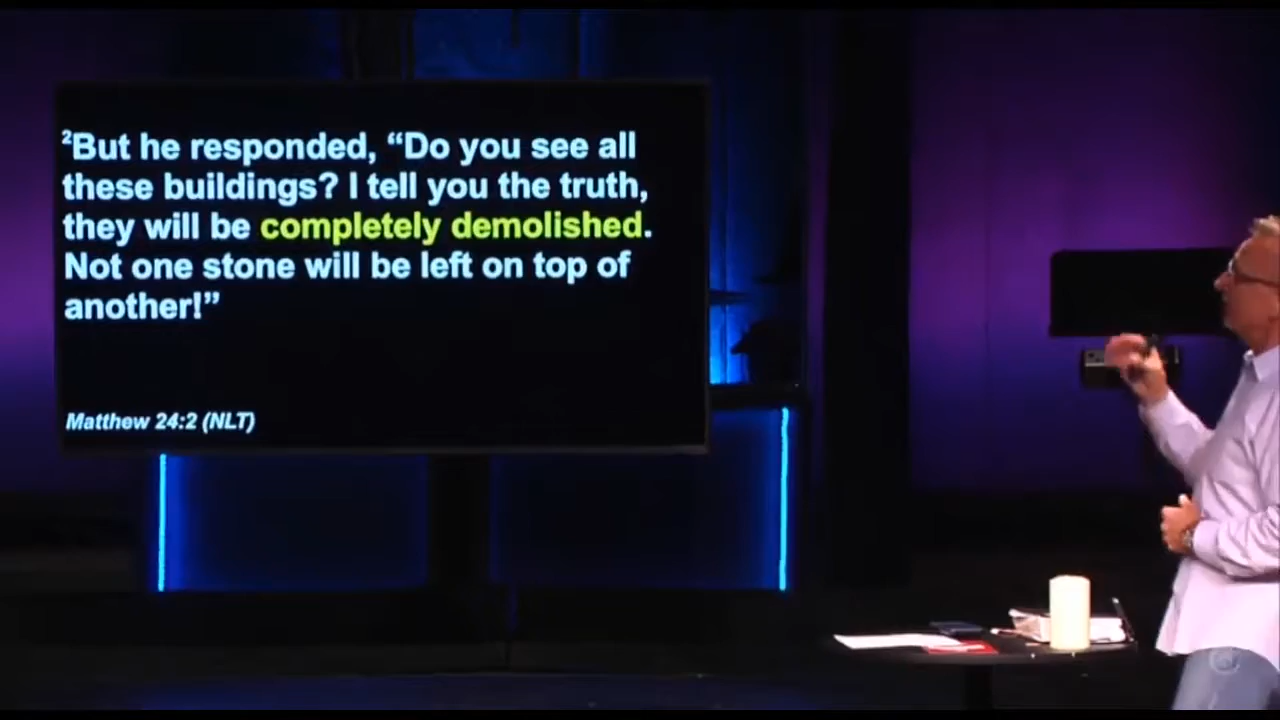 ²But he responded, “Do you see all
these buildings? I tell you the truth,
they will be completely demolished.
Not one stone will be left on top of
another!”
Matthew 24:2 (NLT)